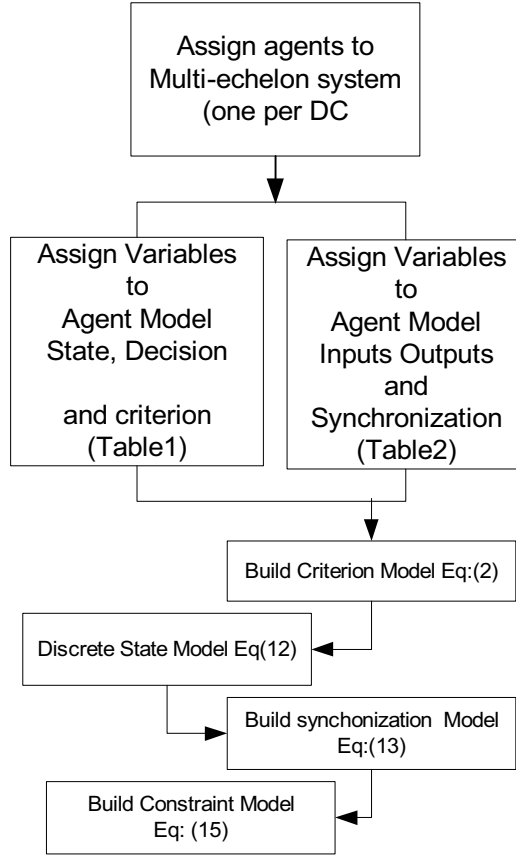 Assign agents to
Multi-echelon system
(one per DC
Assign Variables
to
Agent Model
State, Decision
and criterion
(Table1)
Assign Variables
to
Agent Model
Inputs Outputs
and
Synchronization
(Table2)
Build Criterion Model Eq:(2)
Discrete State Model Eq(12)
Build synchonization Model
Eq:(13)
Build Constraint Model
Eq: (15)